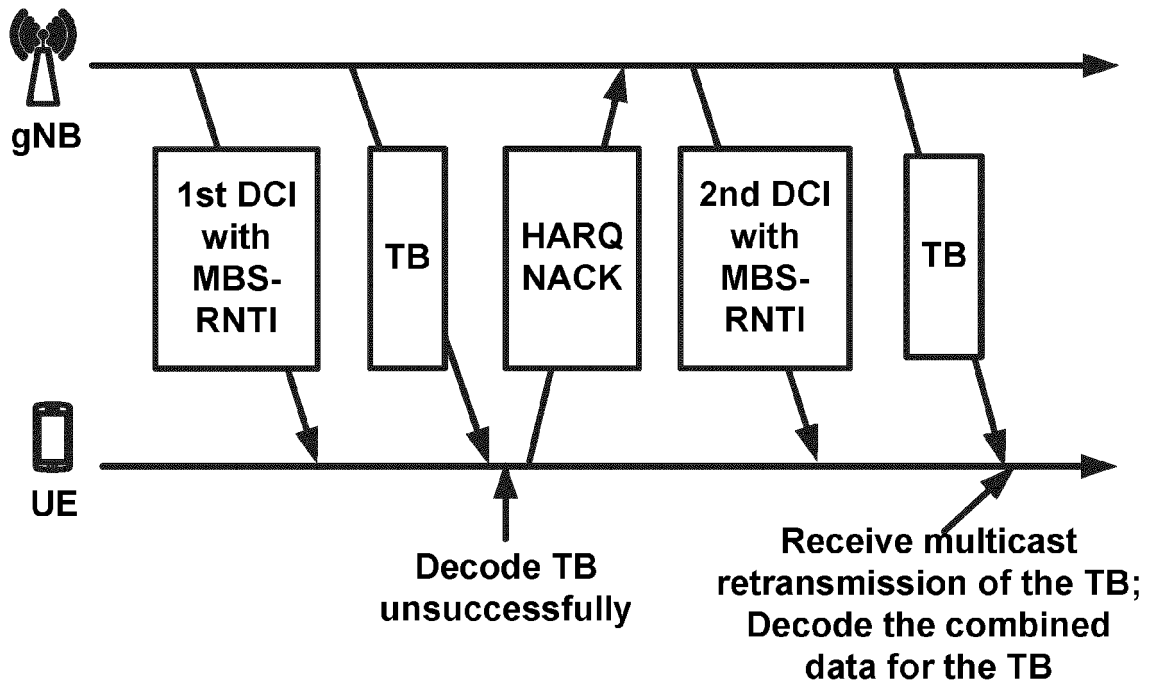 gNB
1st DCI
with
MBS-
RNTI
TB
HARQ
NACK
2nd DCI
with
MBS-
RNTI
TB
UE
Decode TB
unsuccessfully
Receive multicast
retransmission of the TB;
Decode the combined
data for the TB